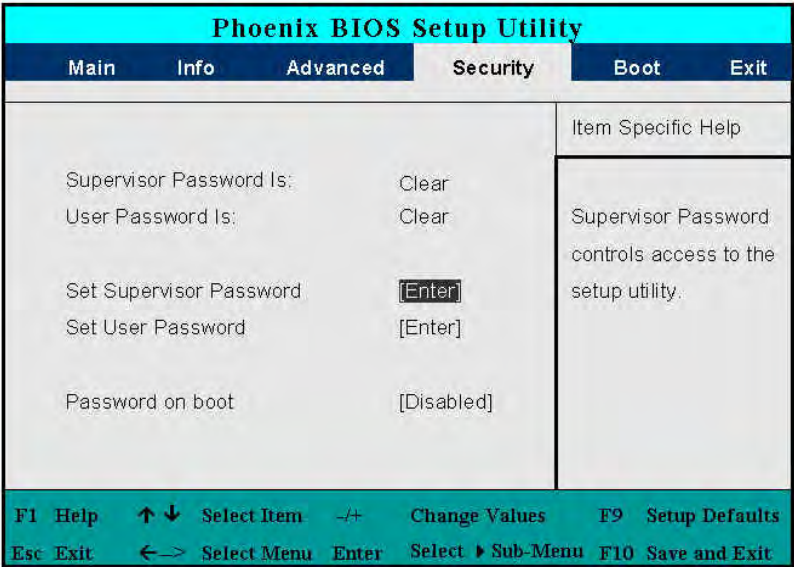 Phoenix BIOS Setup Utility
Main Info Advanced Security Boot Exit
Item Specific Help
Supervisor Password Is: Clear
User Password Is: Clear
Supervisor Password
controls access to the
setup utility.
Set Supervisor Password [Enter]
Set User Password [Enter]
Password on boot [Disabled]
F1 Help ↑ ↓ Select Item -/+ Change Values F9 Setup Defaults
Esc Exit ←–> Select Menu Enter Select ▶ Sub-Menu F10 Save and Exit